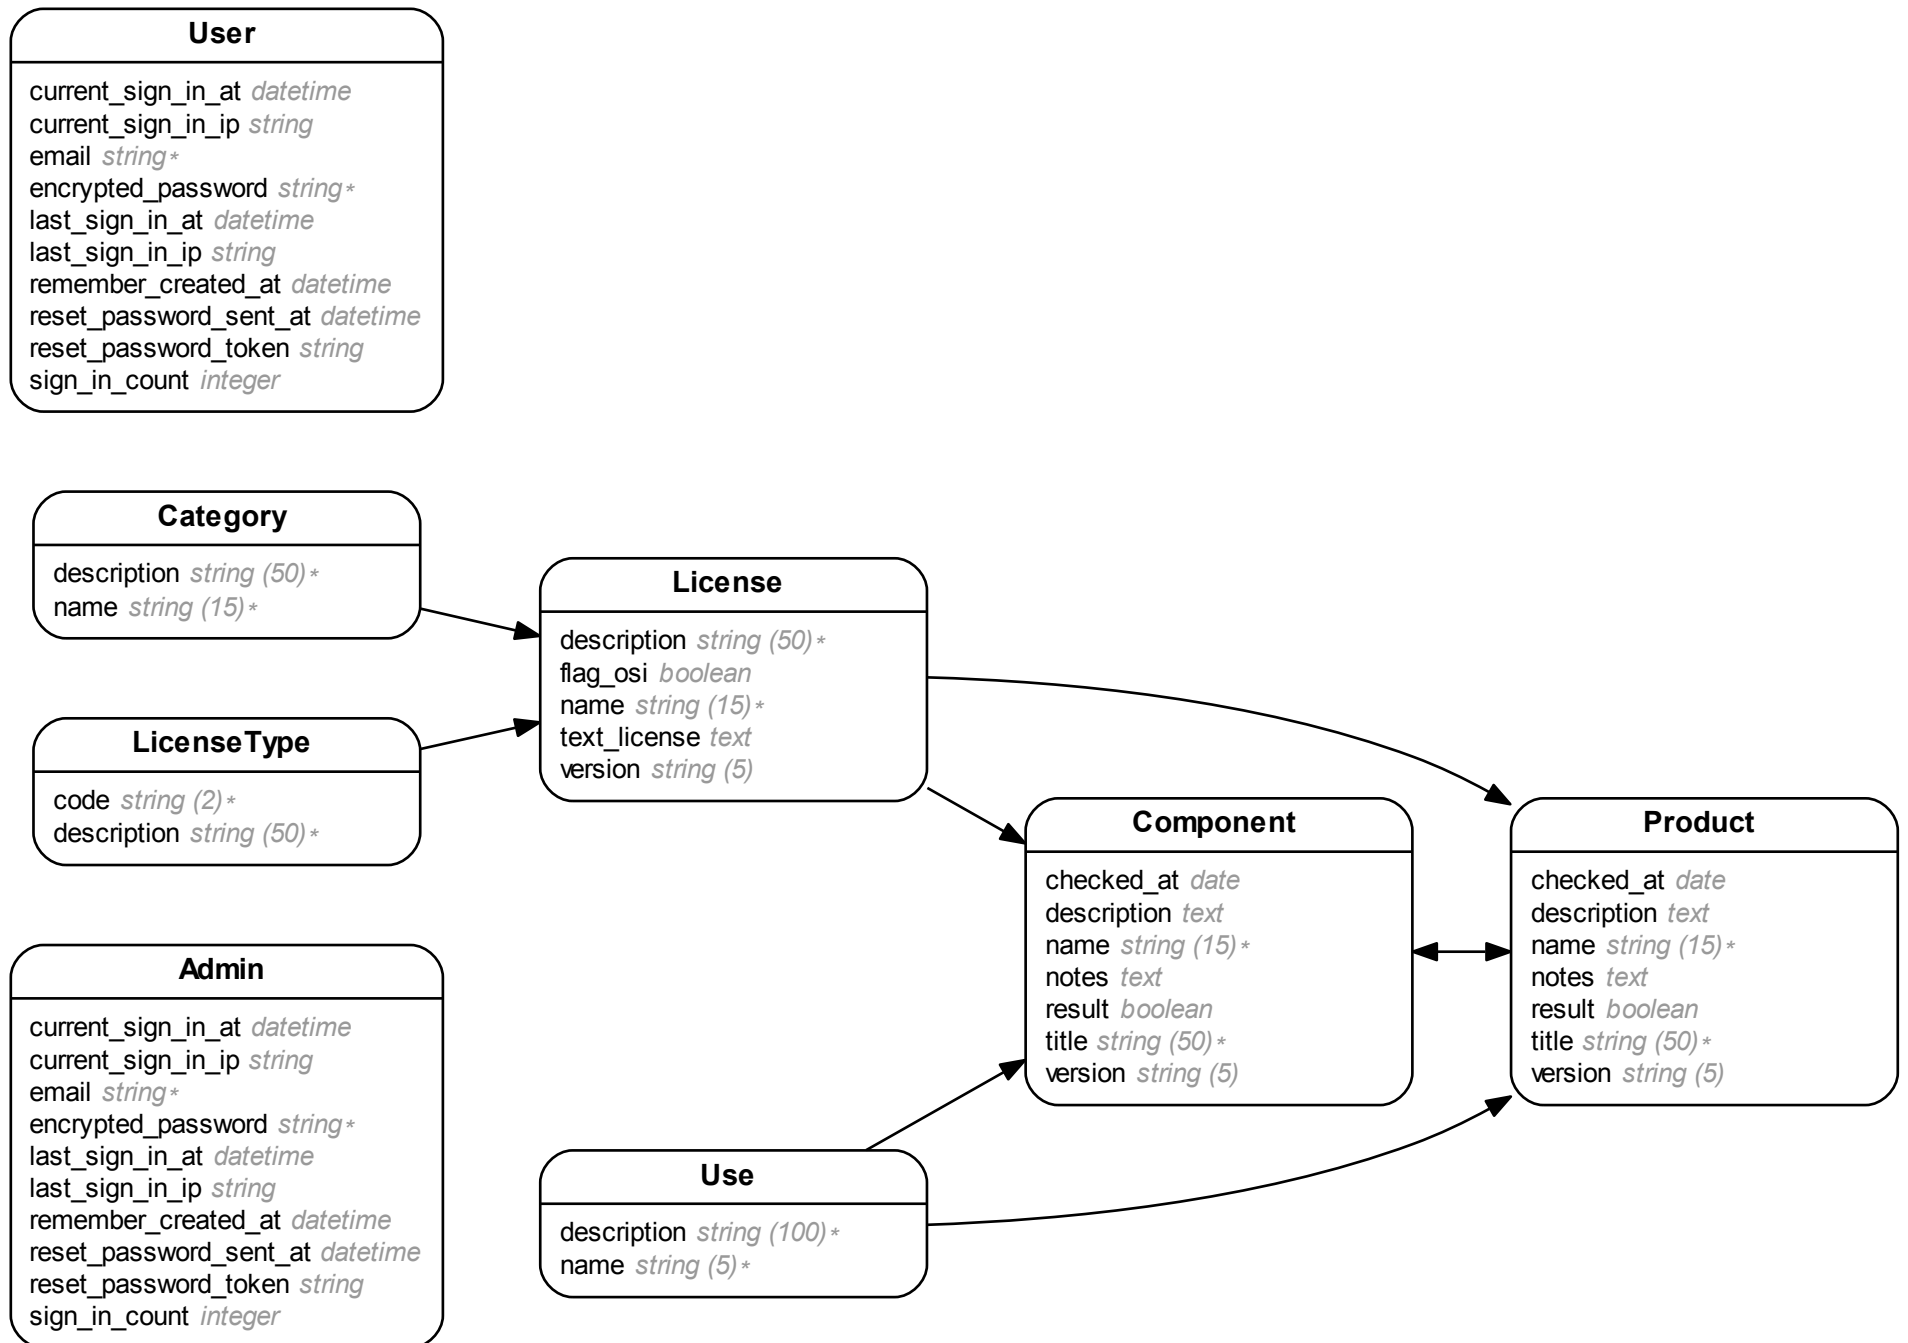 User
current_sign_in_at datetime
current_sign_in_ip string
email string*
encrypted_password string*
last_sign_in_at datetime
last_sign_in_ip string
remember_created_at datetime
reset_password_sent_at datetime
reset_password_token string
sign_in_count integer
Category
description string (50)*
name string (15)*
LicenseType
code string (2)*
description string (50)*
Admin
current_sign_in_at datetime
current_sign_in_ip string
email string*
encrypted_password string*
last_sign_in_at datetime
last_sign_in_ip string
remember_created_at datetime
reset_password_sent_at datetime
reset_password_token string
sign_in_count integer
License
description string (50)*
flag_osi boolean
name string (15)*
text_license text
version string (5)
Use
description string (100)*
name string (5)*
Component
checked_at date
description text
name string (15)*
notes text
result boolean
title string (50)*
version string (5)
Product
checked_at date
description text
name string (15)*
notes text
result boolean
title string (50)*
version string (5)